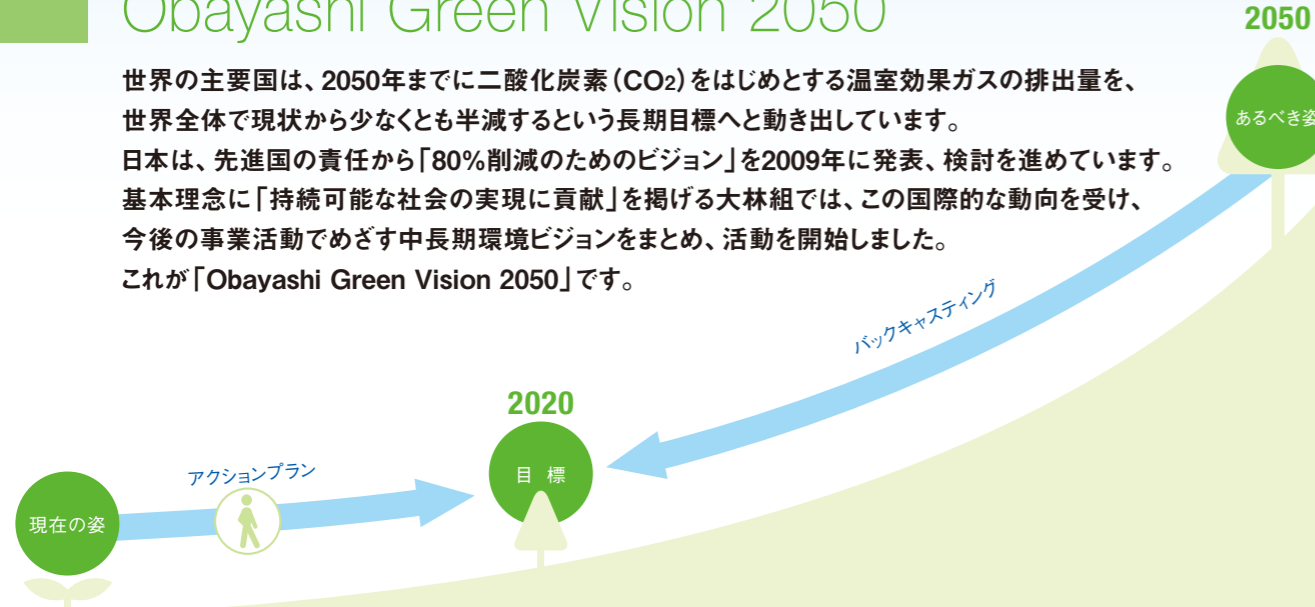 Obayashi Green Vision 2050
世界の主要国は、2050年までに二酸化炭素（CO2）をはじめとする温室効果ガスの排出量を、
世界全体で現状から少なくとも半減するという長期目標へと動き出しています。
日本は、先進国の責任から「80%削減のためのビジョン」を2009年に発表、検討を進めています。
基本理念に「持続可能な社会の実現に貢献」を掲げる大林組では、この国際的な動向を受け、
今後の事業活動でめざす中長期環境ビジョンをまとめ、活動を開始しました。
これが「Obayashi Green Vision 2050」です。
2050
あるべき姿
バックキャスティング
2020
目 標
アクションプラン
現在の姿